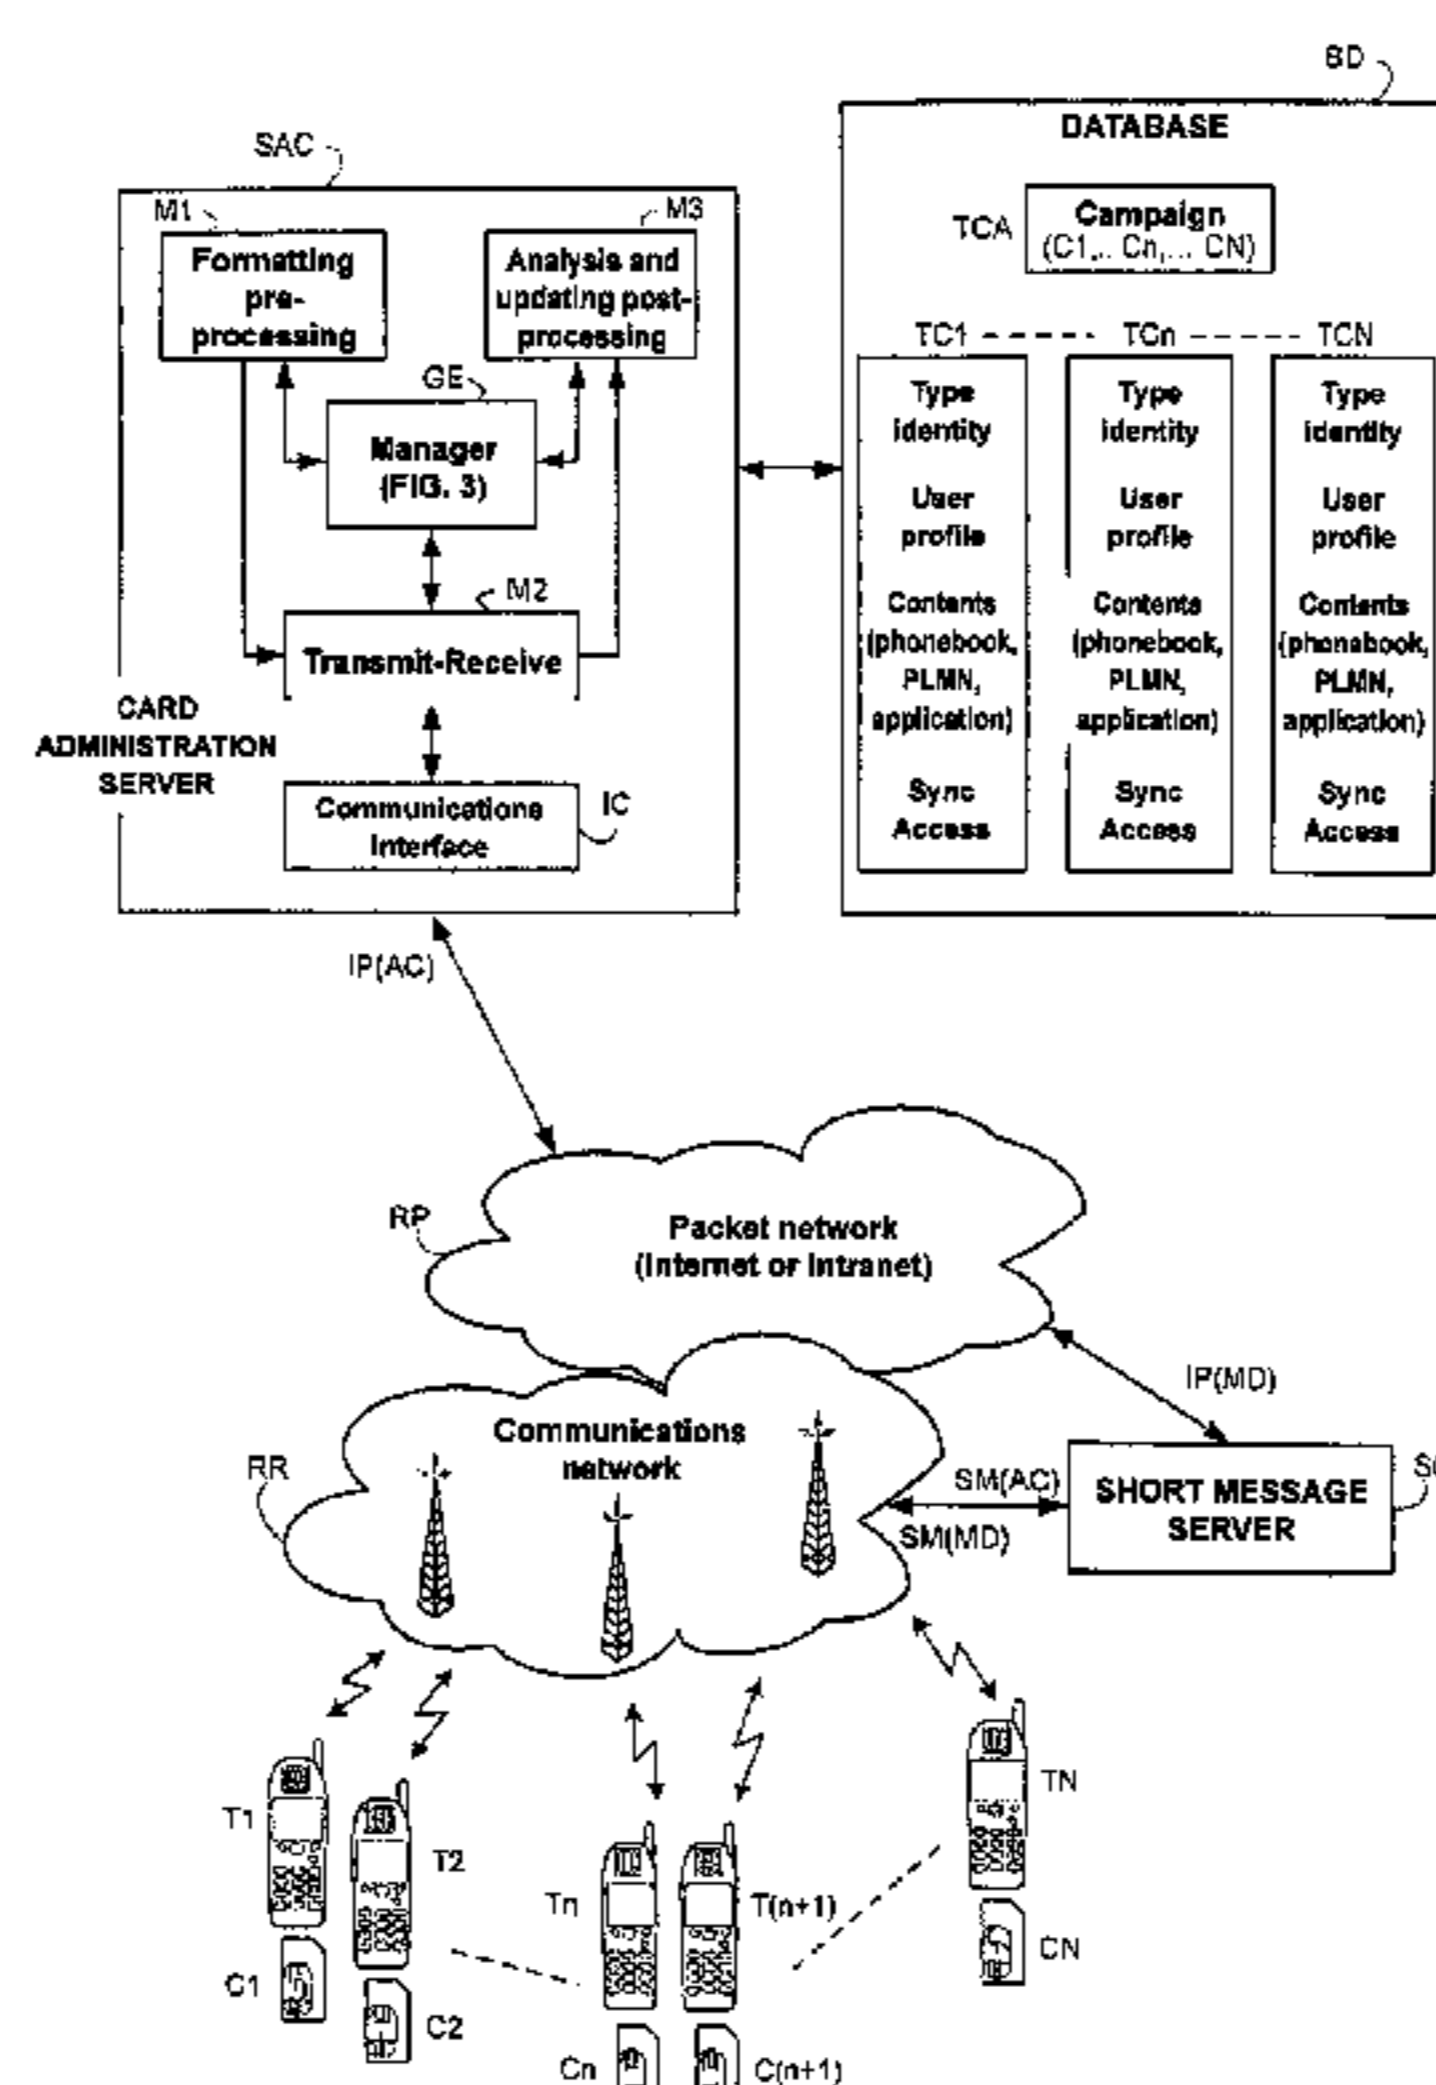 BD
DATABASE
SAC
M1
M3
Formatting
pre-
processing
Analysis and
updating post-
processing
TCA
Campaign
(C1,.. Cn,... CN)
GE
Manager
(FIG. 3)
TC1
TCn
TCN
Type
identity
User
profile
Contents
(phonebook,
PLMN,
application)
Sync
Access
Type
identity
User
profile
Contents
(phonebook,
PLMN,
application)
Sync
Access
Type
identity
User
profile
Contents
(phonebook,
PLMN,
application)
Sync
Access
M2
Transmit-Receive
CARD
ADMINISTRATION
SERVER
Communications
Interface
IC
IP(AC)
RP
Packet network
(Internet or Intranet)
IP(MD)
Communications
network
RR
SM(AC)
SM(MD)
SHORT MESSAGE
SERVER
T1
T2
Tn
T(n+1)
TN
C1
C2
Cn
C(n+1)
CN